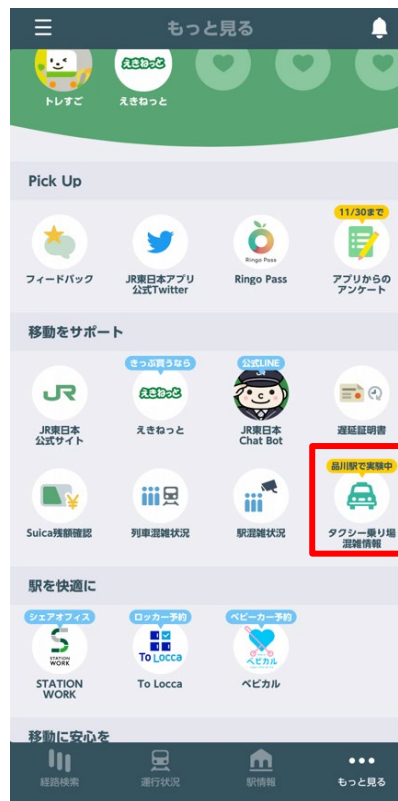 もっと見る
えきねっと
トレすご
えきねっと
Pick Up
11/30まで
Ringo Pass
フィードバック
JR東日本アプリ
公式Twitter
Ringo Pass
アプリからの
アンケート
移動をサポート
きっぷ買うなら
公式LINE
JR
えきねっと
JR
JR東日本
公式サイト
えきねっと
JR東日本
Chat Bot
遅延証明書
品川駅で実験中
¥
Suica残額確認
列車混雑状況
駅混雑状況
タクシー乗り場
混雑情報
駅を快適に
シェアオフィス
ロッカー予約
ベビーカー予約
STATION
WORK
To Locca
ベビカル
STATION
WORK
To Locca
ベビカル
移動に安心を
経路検索
運行状況
駅情報
もっと見る